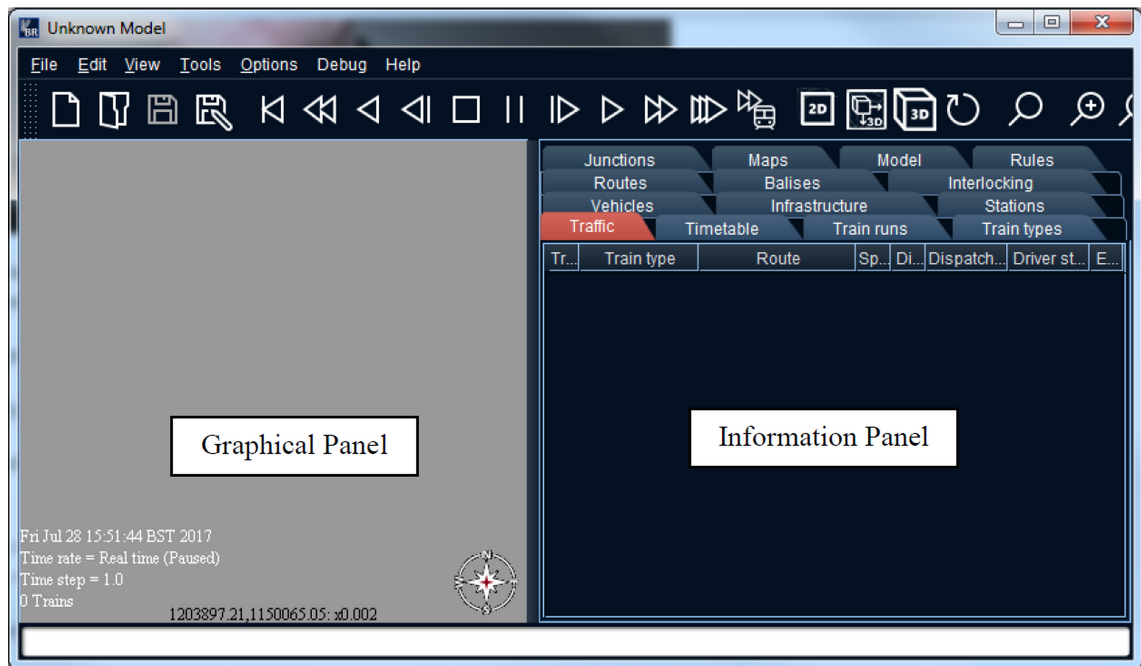 BR Unknown Model
File Edit View Tools Options Debug Help
2D 3D 3D
Junctions Maps Model Rules
Routes Balises Interlocking
Vehicles Infrastructure Stations
Traffic Timetable Train runs Train types
Tr... Train type Route Sp... Di... Dispatch... Driver st... E...
Graphical Panel
Information Panel
Fri Jul 28 15:51:44 BST 2017
Time rate = Real time (Paused)
Time step = 1.0
0 Trains
1203897.21,1150065.05: x0.002
N